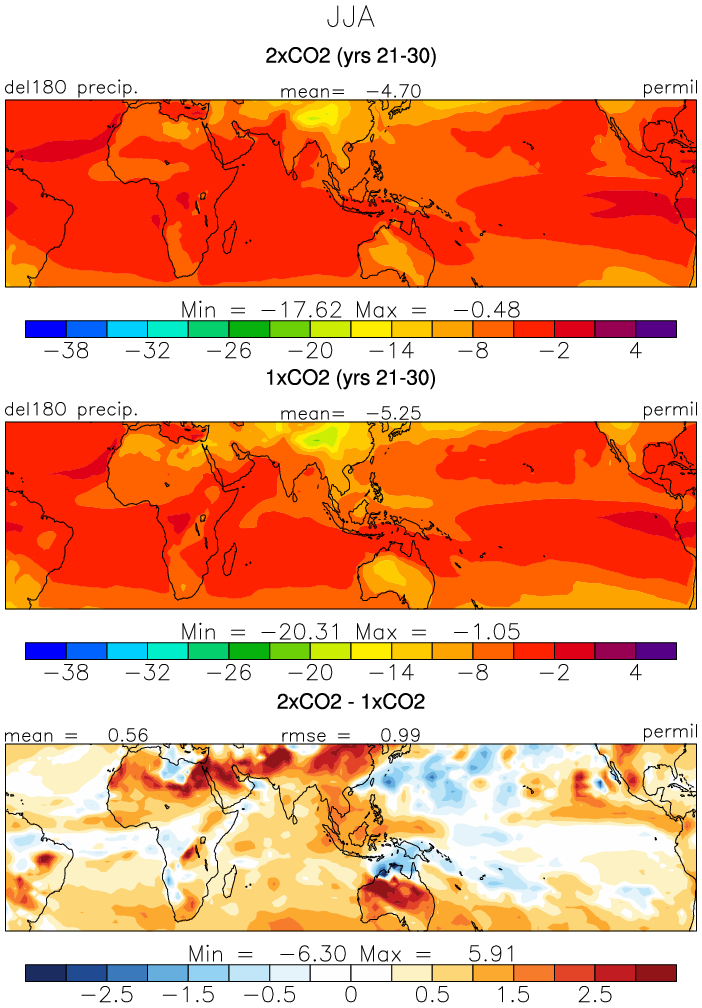 JJA
2xCO2 (yrs 21-30)
del18O precip. mean= −4.70 permil
Min = −17.62 Max = −0.48
−38 −32 −26 −20 −14 −8 −2 4
1xCO2 (yrs 21-30)
del18O precip. mean= −5.25 permil
Min = −20.31 Max = −1.05
−38 −32 −26 −20 −14 −8 −2 4
2xCO2 - 1xCO2
mean = 0.56 rmse = 0.99 permil
Min = −6.30 Max = 5.91
−2.5 −1.5 −0.5 0 0.5 1.5 2.5